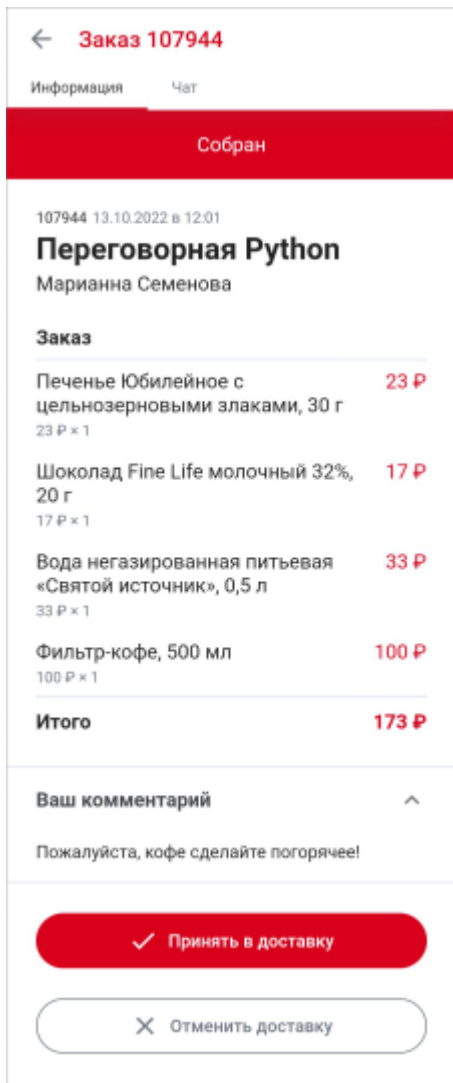 Заказ 107944
Информация Чат
Собран
107944 13.10.2022 в 12:01
Переговорная Python
Марианна Семенова
Заказ
Печенье Юбилейное с 23 ₽
цельнозерновыми злаками, 30 г
23 ₽ × 1
Шоколад Fine Life молочный 32%, 17 ₽
20 г
17 ₽ × 1
Вода негазированная питьевая 33 ₽
«Святой источник», 0,5 л
33 ₽ × 1
Фильтр-кофе, 500 мл 100 ₽
100 ₽ × 1
Итого 173 ₽
Ваш комментарий
Пожалуйста, кофе сделайте погорячее!
Принять в доставку
Отменить доставку